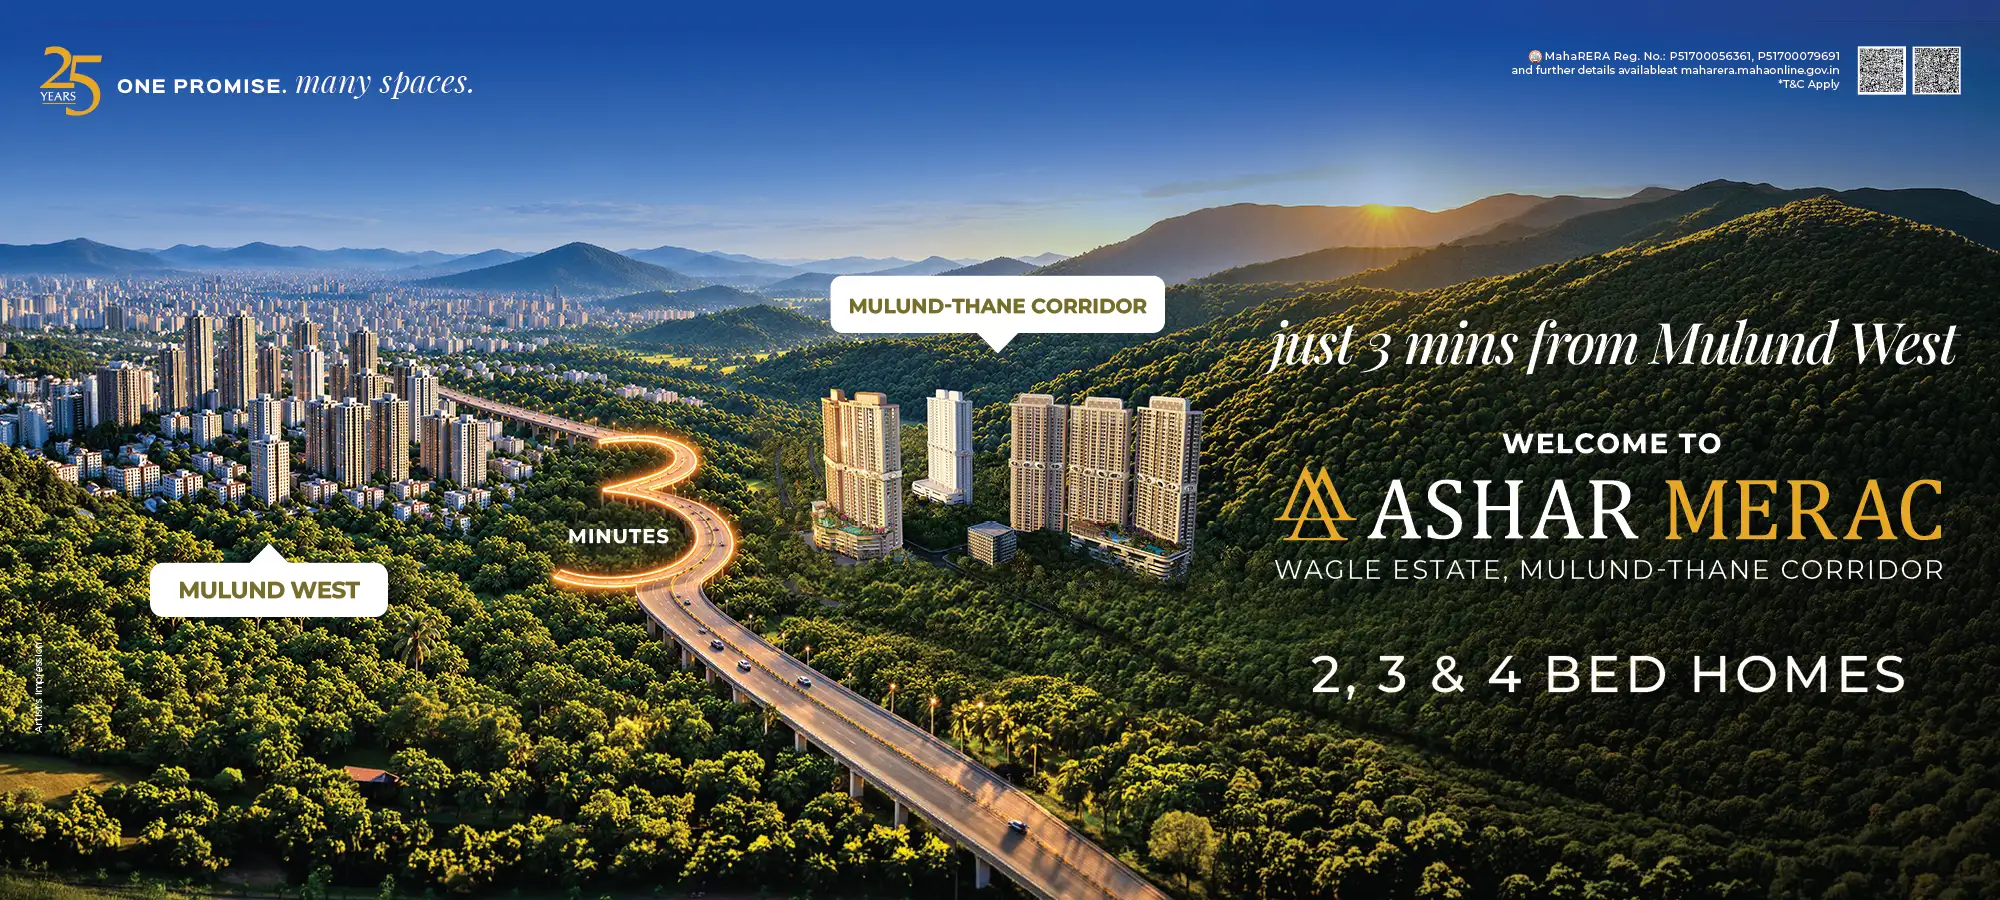 25
YEARS
ONE PROMISE. many spaces.
MahaRERA Reg. No.: P51700056361, P51700079691
and further details availableat maharera.mahaonline.gov.in
*T&C Apply
MULUND-THANE CORRIDOR
just 3 mins from Mulund West
WELCOME TO
ASHAR MERAC
WAGLE ESTATE, MULUND-THANE CORRIDOR
3
MINUTES
MULUND WEST
2, 3 & 4 BED HOMES
Artist's Impression